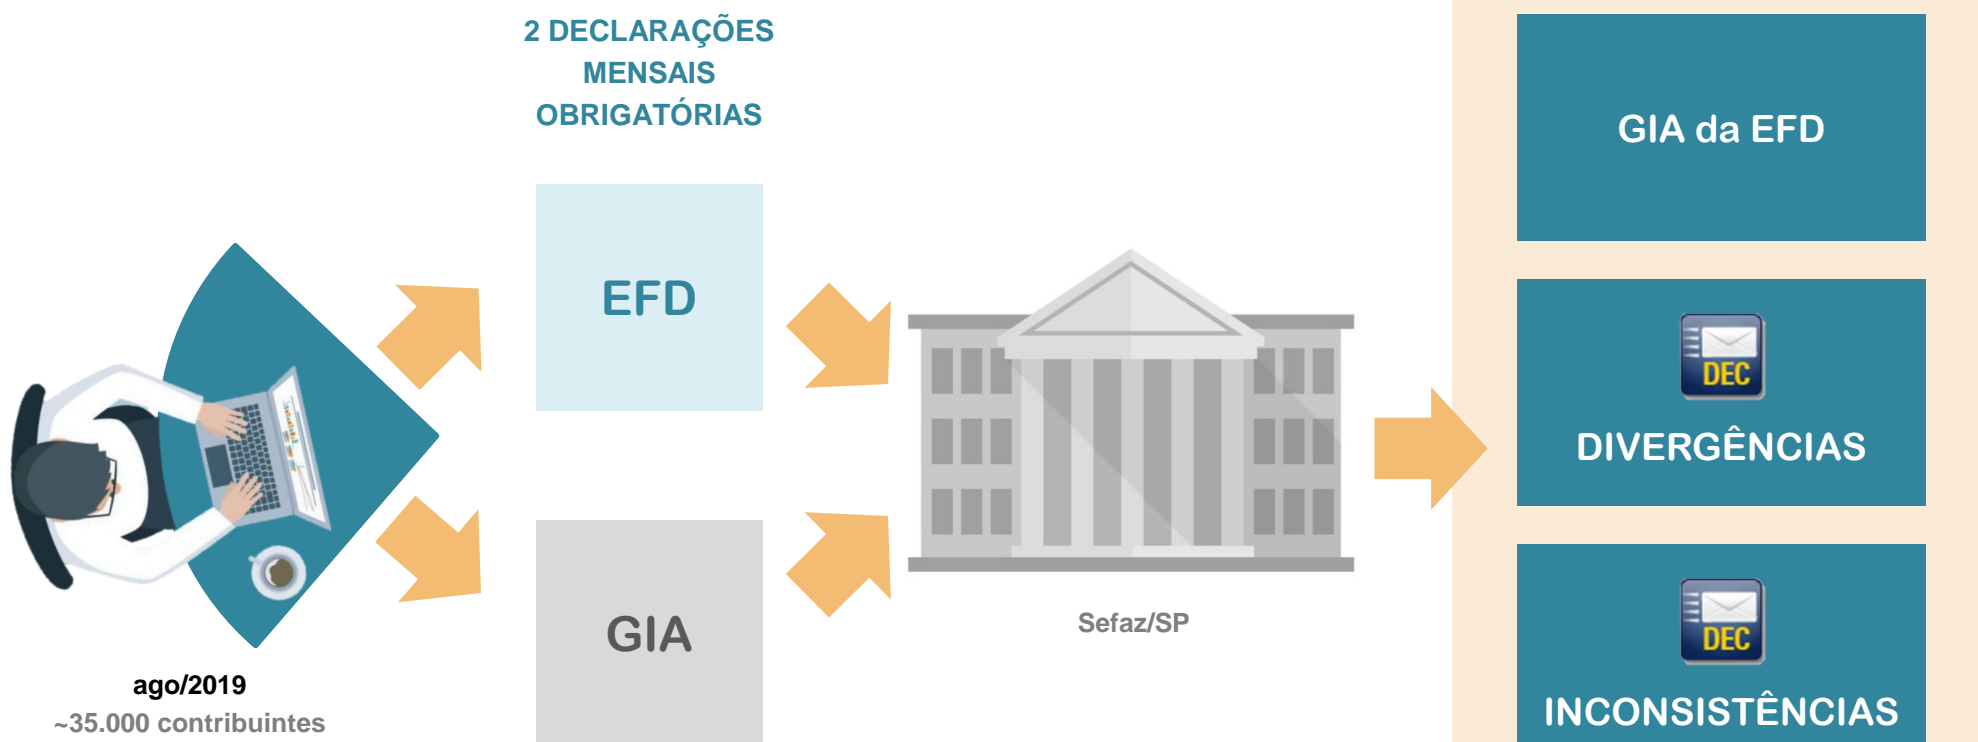 2 DECLARAÇÕES
MENSAIS
OBRIGATÓRIAS
EFD
GIA
ago/2019
~35.000 contribuintes
Sefaz/SP
GIA da EFD
DEC
DIVERGÊNCIAS
DEC
INCONSISTÊNCIAS